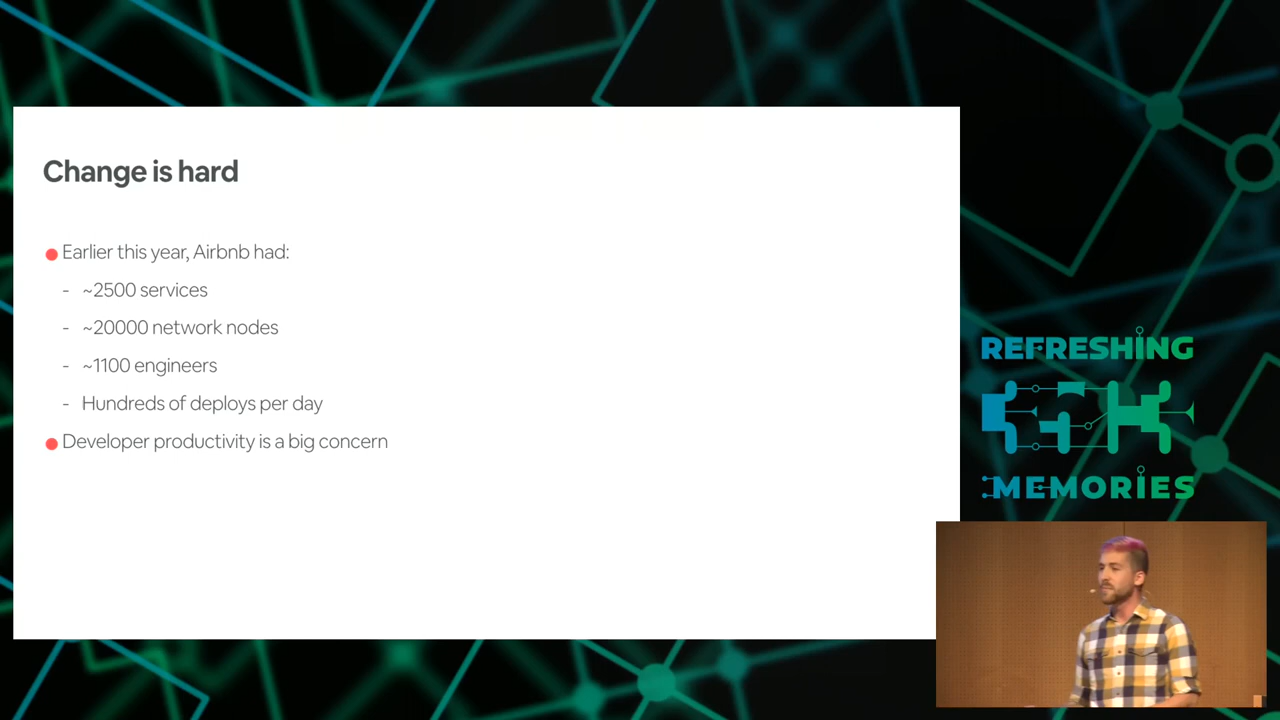 Change is hard
Earlier this year, Airbnb had:
- ~2500 services
- ~20000 network nodes
- ~1100 engineers
- Hundreds of deploys per day
Developer productivity is a big concern
REFRESHING
MEMORIES